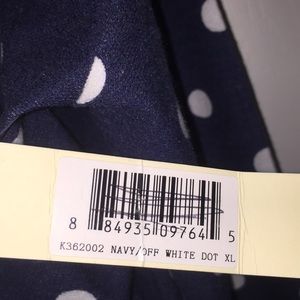 8 84935 09764 5
K362002 NAVY/OFF WHITE DOT XL